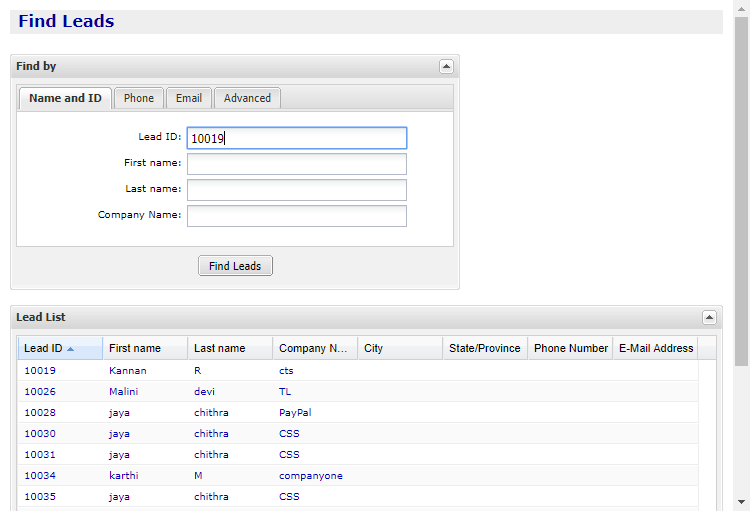 Find Leads
Find by
Name and ID Phone Email Advanced
Lead ID: 10019
First name:
Last name:
Company Name:
Find Leads
Lead List
Lead ID First name Last name Company N... City State/Province Phone Number E-Mail Address
10019 Kannan R cts
10026 Malini devi TL
10028 jaya chithra PayPal
10030 jaya chithra CSS
10031 jaya chithra CSS
10034 karthi M companyone
10035 jaya chithra CSS